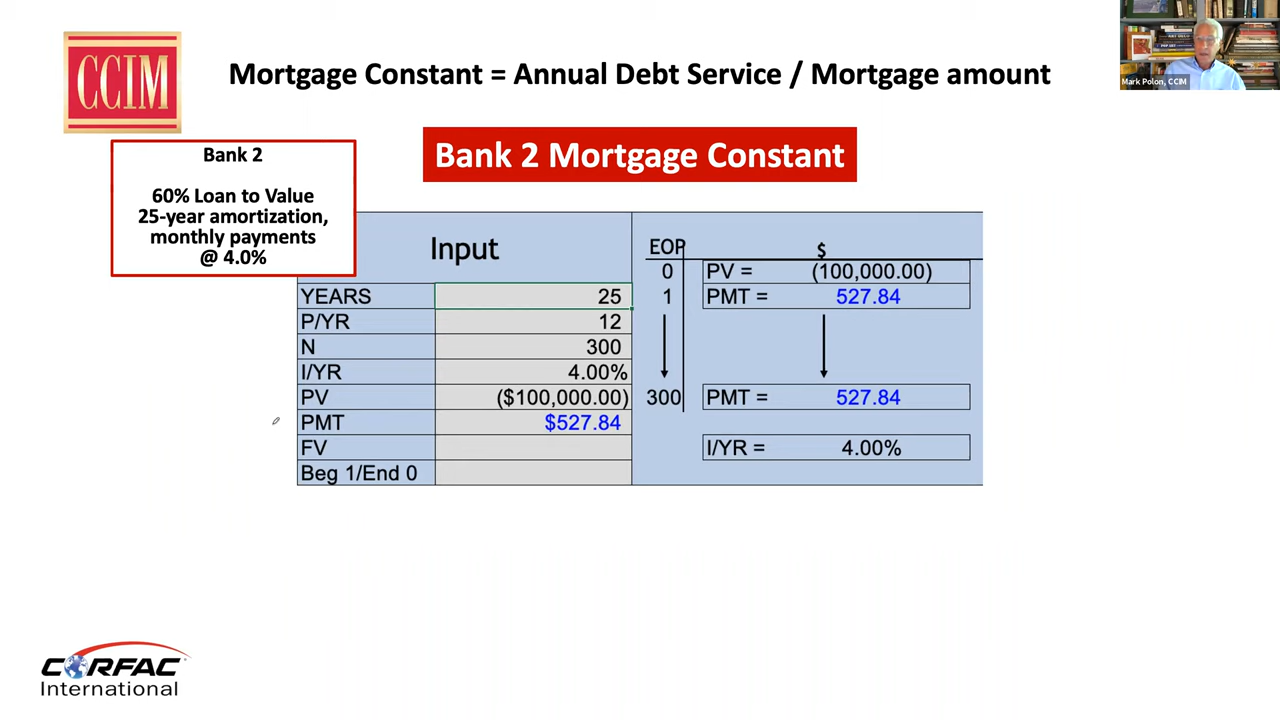 CCIM
Mortgage Constant = Annual Debt Service / Mortgage amount
Mark Polon, CCIM
Bank 2
60% Loan to Value
25-year amortization,
monthly payments
@ 4.0%
Bank 2 Mortgage Constant
Input
EOP $
0 PV = (100,000.00)
YEARS 25 1 PMT = 527.84
P/YR 12
N 300
I/YR 4.00%
PV ($100,000.00) 300 PMT = 527.84
PMT $527.84
FV I/YR = 4.00%
Beg 1/End 0
CORFAC
International